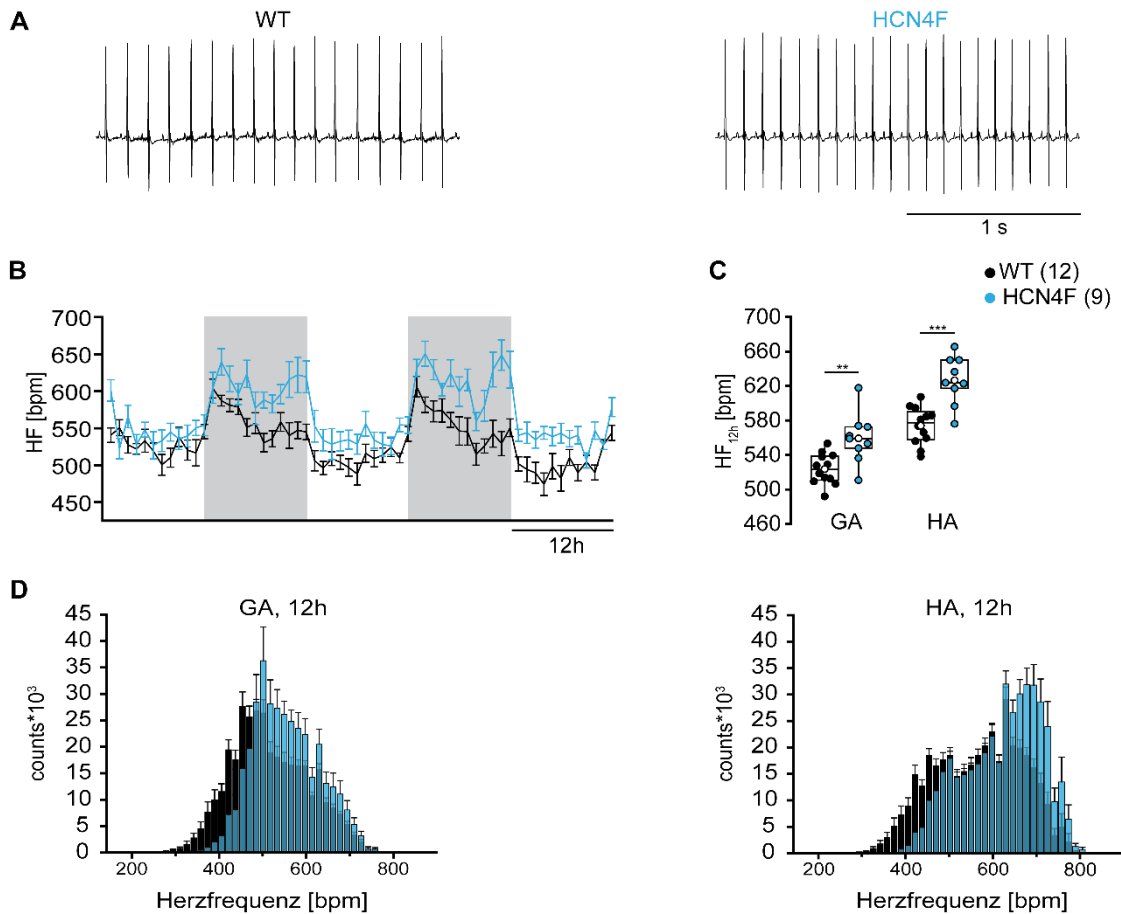 A
WT
HCN4F
1 s
B
HF [bpm]
700
650
600
550
500
450
12h
C
WT (12)
HCN4F (9)
HF12h [bpm]
700
660
620
580
540
500
460
**
***
GA
HA
D
GA, 12h
counts*10³
45
40
35
30
25
20
15
10
5
0
200
400
600
800
Herzfrequenz [bpm]
HA, 12h
counts*10³
45
40
35
30
25
20
15
10
5
0
200
400
600
800
Herzfrequenz [bpm]